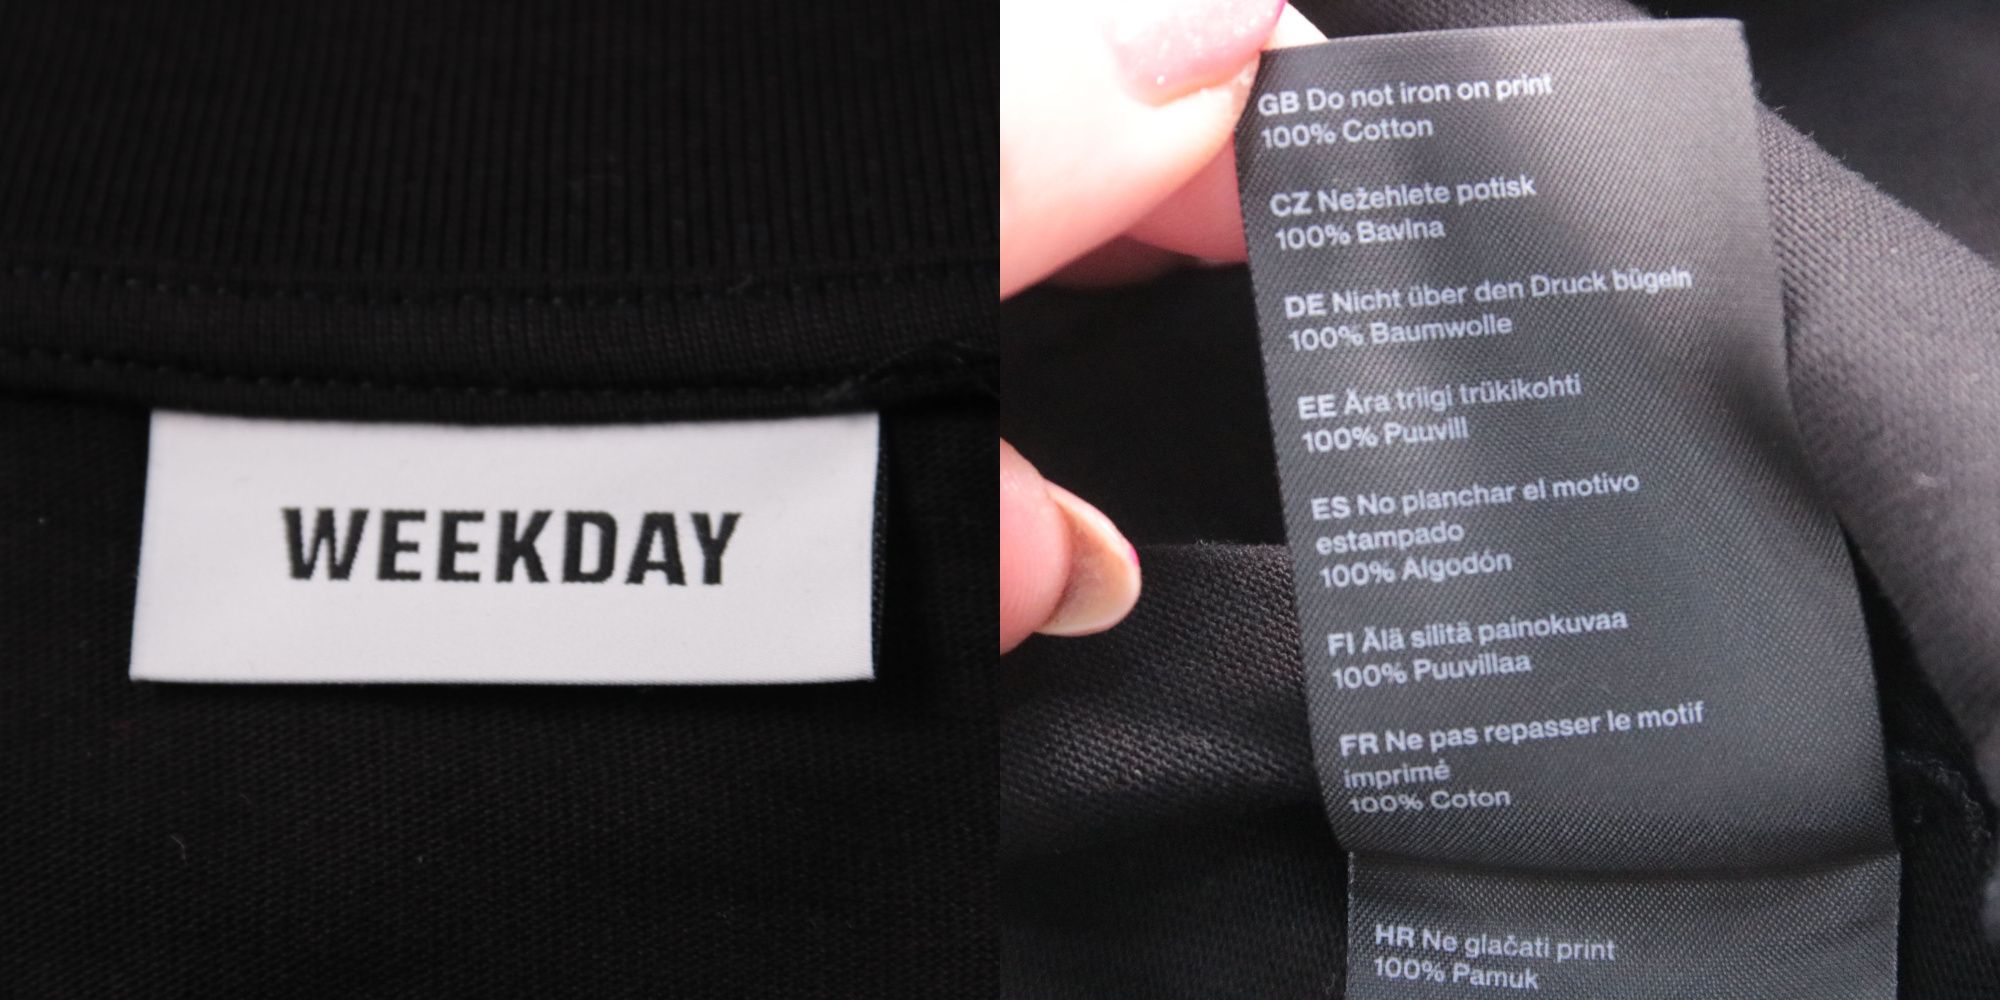 WEEKDAY
GB Do not iron on print
100% Cotton
CZ Nežehlete potisk
100% Bavlna
DE Nicht über den Druck bügeln
100% Baumwolle
EE Ära triigi trükikohti
100% Puuvill
ES No planchar el motivo
estampado
100% Algodón
FI Älä silitä painokuvaa
100% Puuvillaa
FR Ne pas repasser le motif
imprimé
100% Coton
HR Ne glačati print
100% Pamuk